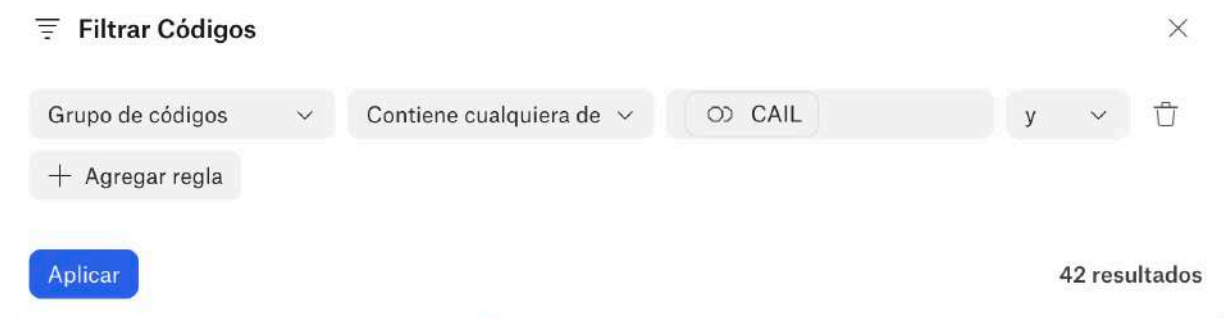 Filtrar Códigos
Grupo de códigos Contiene cualquiera de CAIL y
Agregar regla
Aplicar 42 resultados